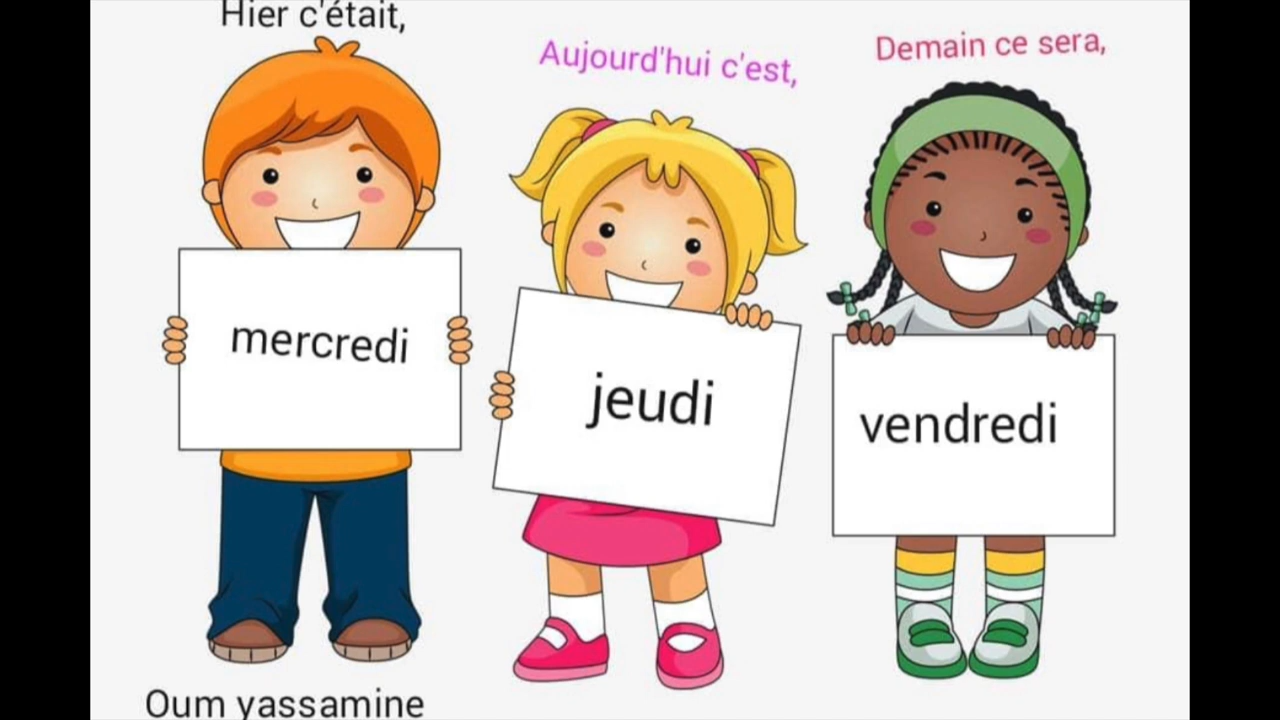 Hier c'était,
Aujourd'hui c'est,
Demain ce sera,
mercredi
jeudi
vendredi
Oum yassamine